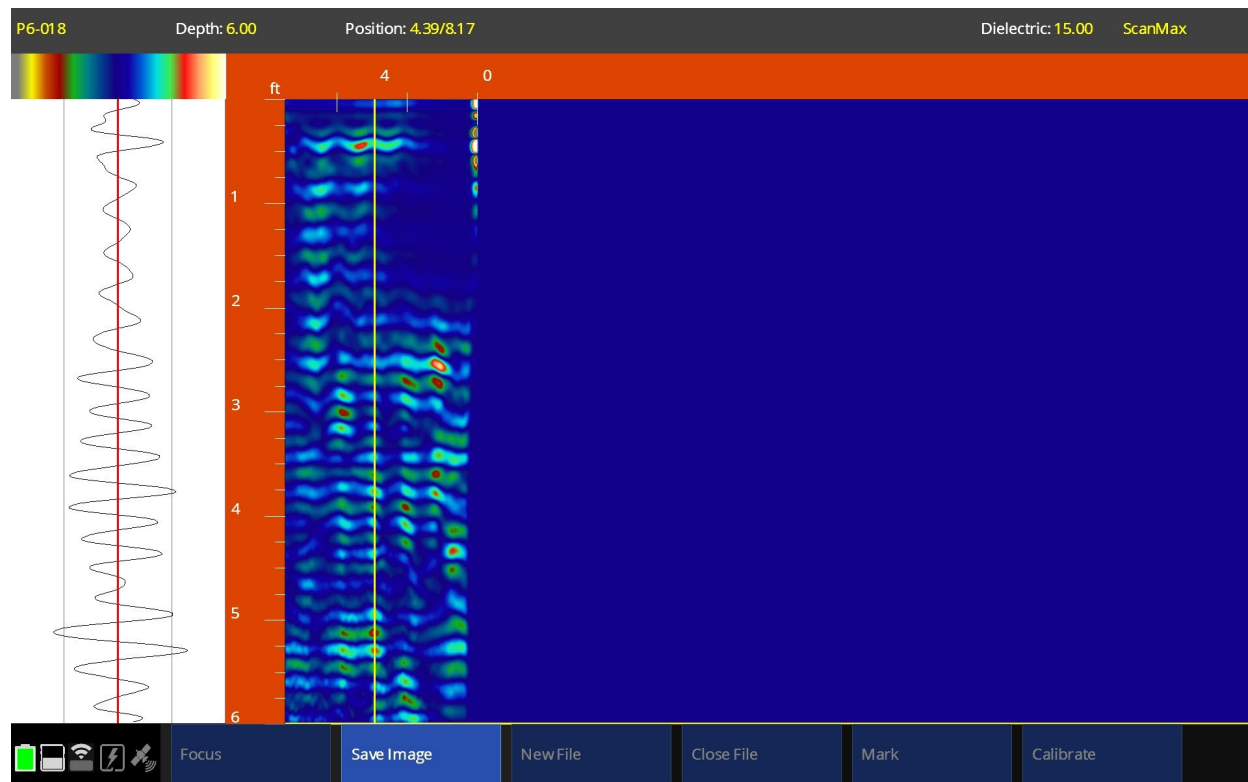 P6-018 Depth: 6.00 Position: 4.39/8.17 Dielectric: 15.00 ScanMax
4 0
ft
1
2
3
4
5
6
Focus Save Image New File Close File Mark Calibrate